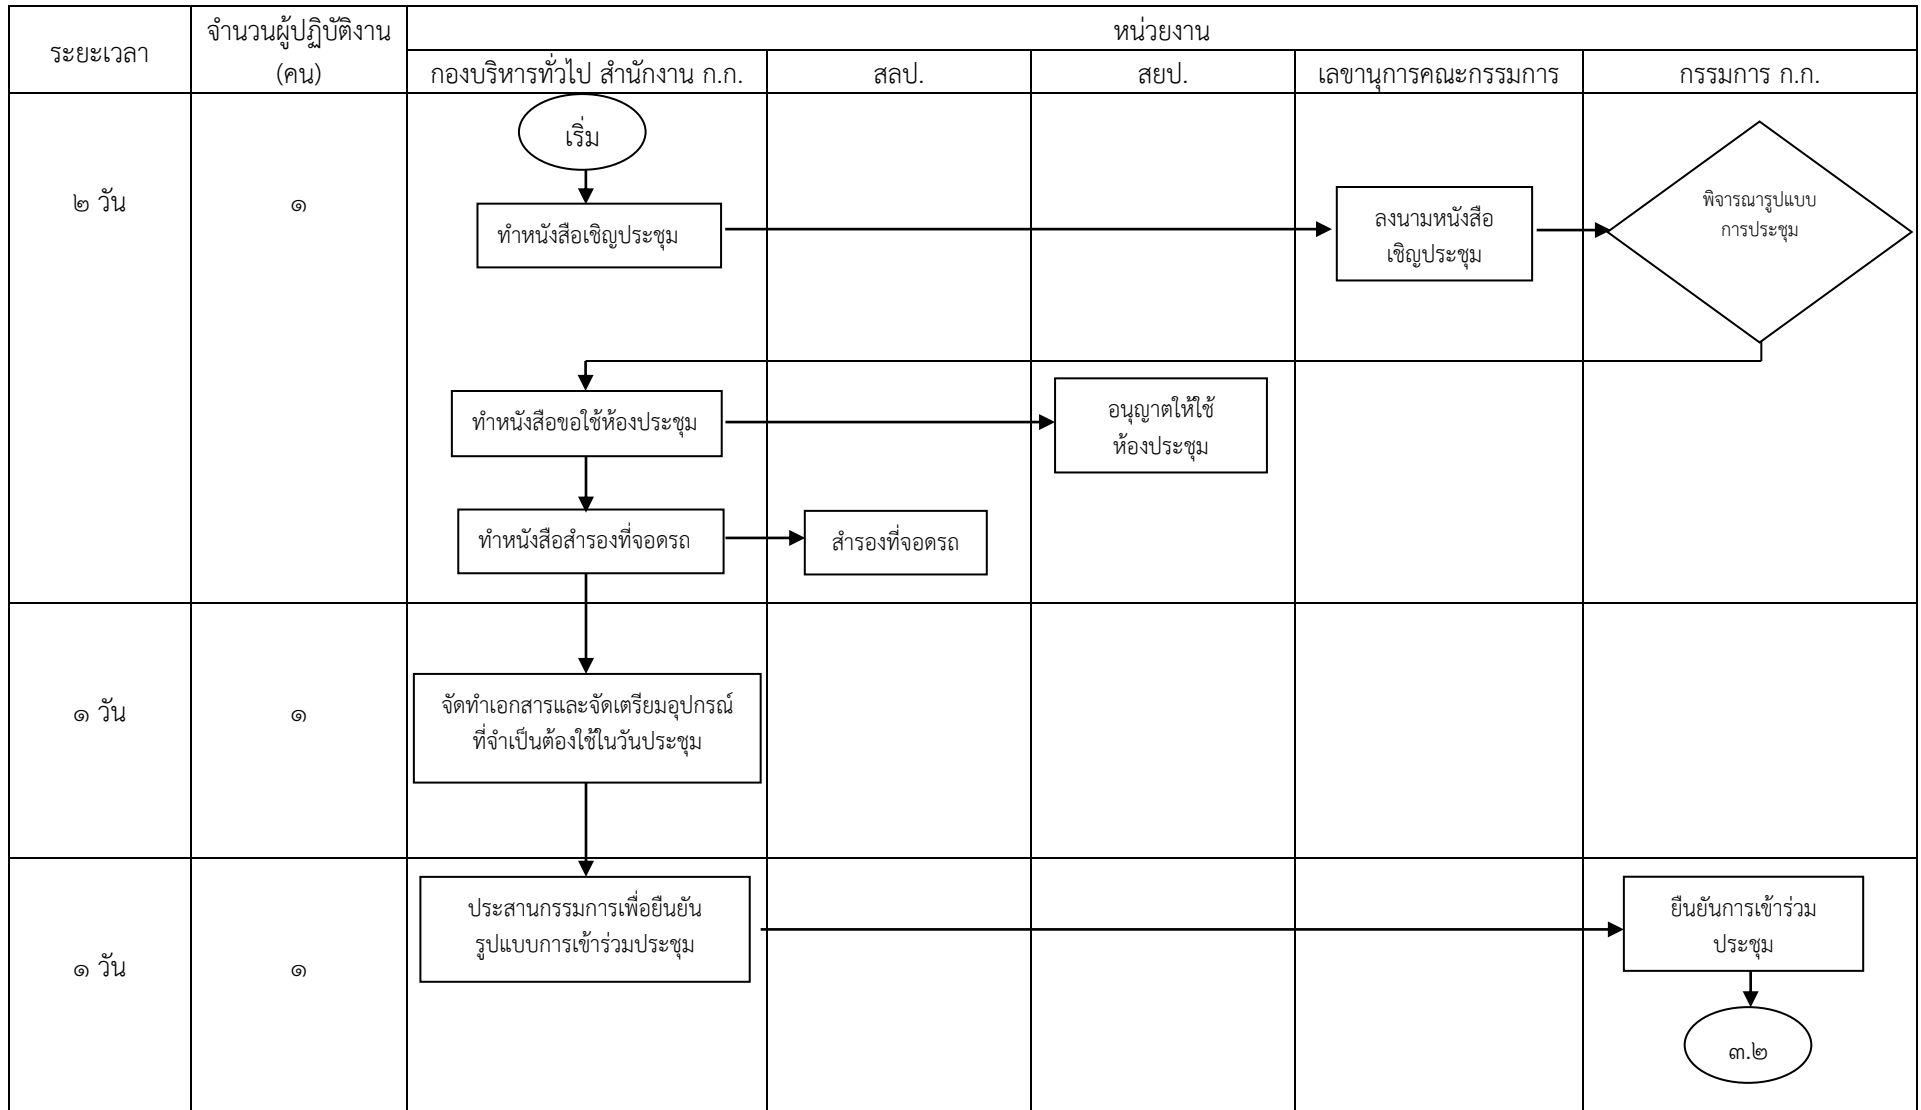 ระยะเวลา
จำนวนผู้ปฏิบัติงาน
(คน)
หน่วยงาน
กองบริหารทั่วไป สำนักงาน ก.ก.
สลป.
สยป.
เลขานุการคณะกรรมการ
กรรมการ ก.ก.
๒ วัน
๑
เริ่ม
ทำหนังสือเชิญประชุม
ลงนามหนังสือ
เชิญประชุม
พิจารณารูปแบบ
การประชุม
ทำหนังสือขอใช้ห้องประชุม
อนุญาตให้ใช้
ห้องประชุม
ทำหนังสือสำรองที่จอดรถ
สำรองที่จอดรถ
๑ วัน
๑
จัดทำเอกสารและจัดเตรียมอุปกรณ์
ที่จำเป็นต้องใช้ในวันประชุม
๑ วัน
๑
ประสานกรรมการเพื่อยืนยัน
รูปแบบการเข้าร่วมประชุม
ยืนยันการเข้าร่วม
ประชุม
๓.๒